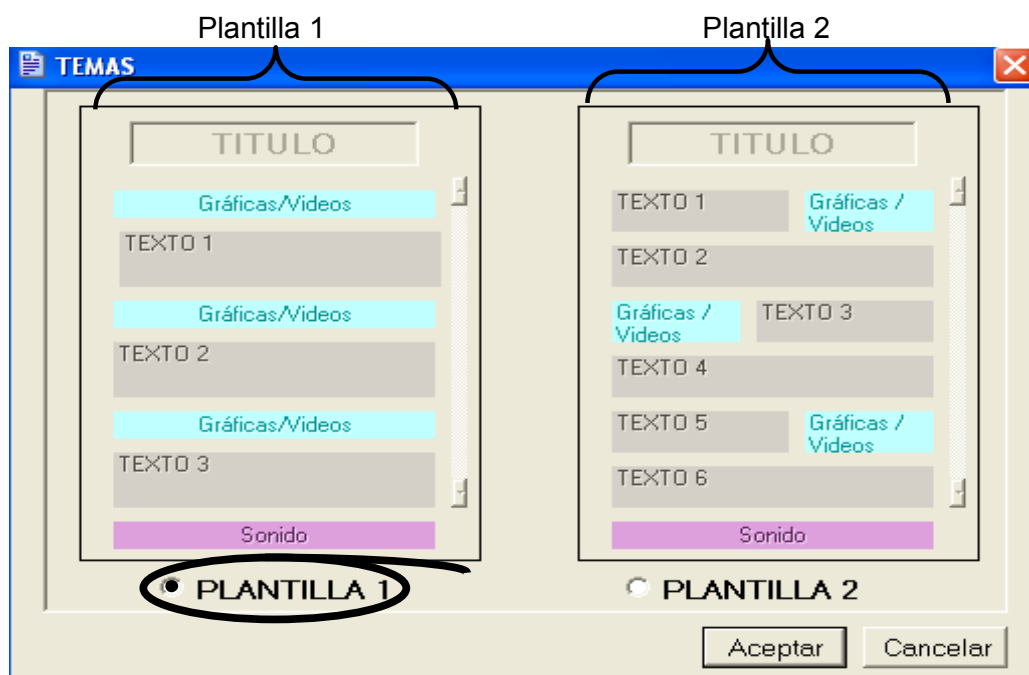 Plantilla 1
Plantilla 2
TEMAS
TITULO
Gráficas/Videos
TEXTO 1
Gráficas/Videos
TEXTO 2
Gráficas/Videos
TEXTO 3
Sonido
PLANTILLA 1
TITULO
TEXTO 1
Gráficas /
Videos
TEXTO 2
Gráficas /
Videos
TEXTO 3
TEXTO 4
TEXTO 5
Gráficas /
Videos
TEXTO 6
Sonido
PLANTILLA 2
Aceptar
Cancelar